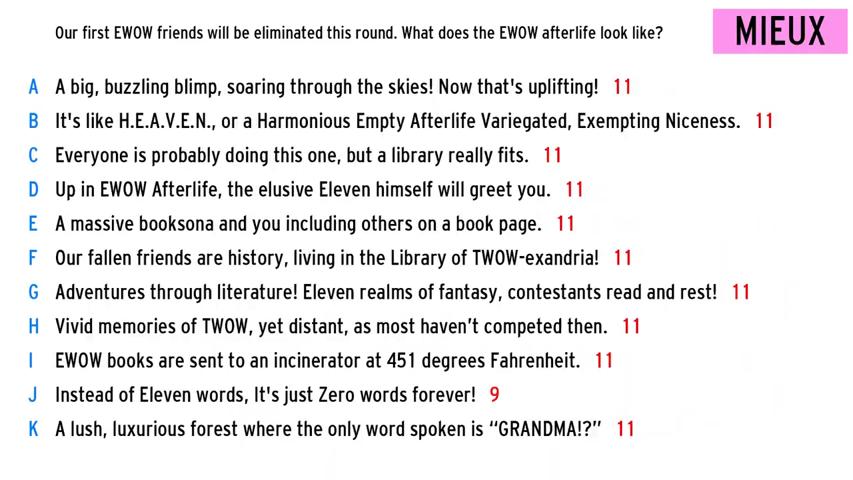 Our first EWOW friends will be eliminated this round. What does the EWOW afterlife look like?
MIEUX
A A big, buzzling blimp, soaring through the skies! Now that's uplifting! 11
B It's like H.E.A.V.E.N., or a Harmonious Empty Afterlife Variegated, Exempting Niceness. 11
C Everyone is probably doing this one, but a library really fits. 11
D Up in EWOW Afterlife, the elusive Eleven himself will greet you. 11
E A massive booksona and you including others on a book page. 11
F Our fallen friends are history, living in the Library of TWOW-exandria! 11
G Adventures through literature! Eleven realms of fantasy, contestants read and rest! 11
H Vivid memories of TWOW, yet distant, as most haven’t competed then. 11
I EWOW books are sent to an incinerator at 451 degrees Fahrenheit. 11
J Instead of Eleven words, It's just Zero words forever! 9
K A lush, luxurious forest where the only word spoken is “GRANDMA!?” 11